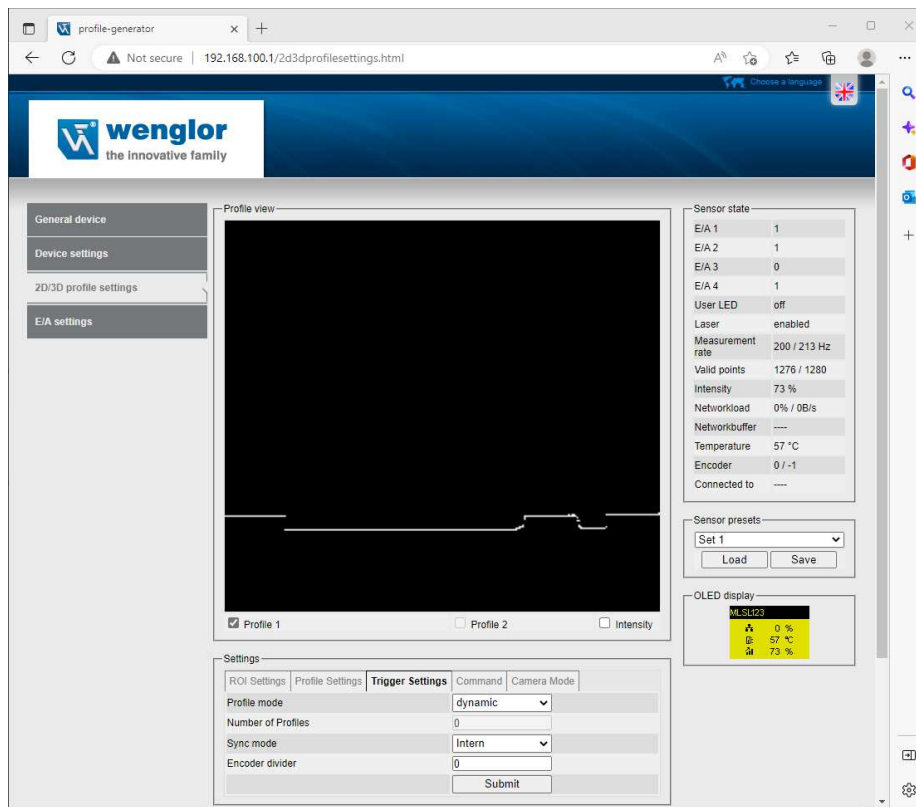 profile-generator
Not secure | 192.168.100.1/2d3dprofilesettings.html
Choose a language
wenglor
the innovative family
General device
Device settings
2D/3D profile settings
E/A settings
Profile view
Profile 1 Profile 2 Intensity
Sensor state
E/A 1 1
E/A 2 1
E/A 3 0
E/A 4 1
User LED off
Laser enabled
Measurement rate 200 / 213 Hz
Valid points 1276 / 1280
Intensity 73 %
Networkload 0% / 0B/s
Networkbuffer ----
Temperature 57 °C
Encoder 0 / -1
Connected to ----
Sensor presets
Set 1
Load Save
OLED display
MLSL123
0 %
57 °C
73 %
Settings
ROI Settings Profile Settings Trigger Settings Command Camera Mode
Profile mode dynamic
Number of Profiles 0
Sync mode Intern
Encoder divider 0
Submit